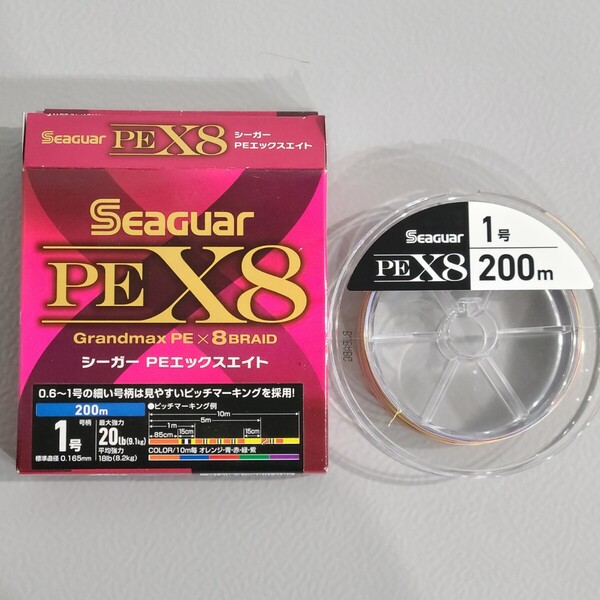 Seaguar PE X8 シーガー PEエックスエイト
Seaguar
PE X8
Grandmax PE×8BRAID
シーガー PEエックスエイト
0.6〜1号の細い号柄は見やすいピッチマーキングを採用!
200m
号柄 1号
標準直径 0.165mm
最大強力
20lb(9.1kg)
平均強力
18lb(8.2kg)
●ピッチマーキング例
10m
5m
1m 15cm 15cm
85cm
COLOR/10m毎 オレンジ・青・赤・緑・紫
Seaguar
PE X8
1号
200m